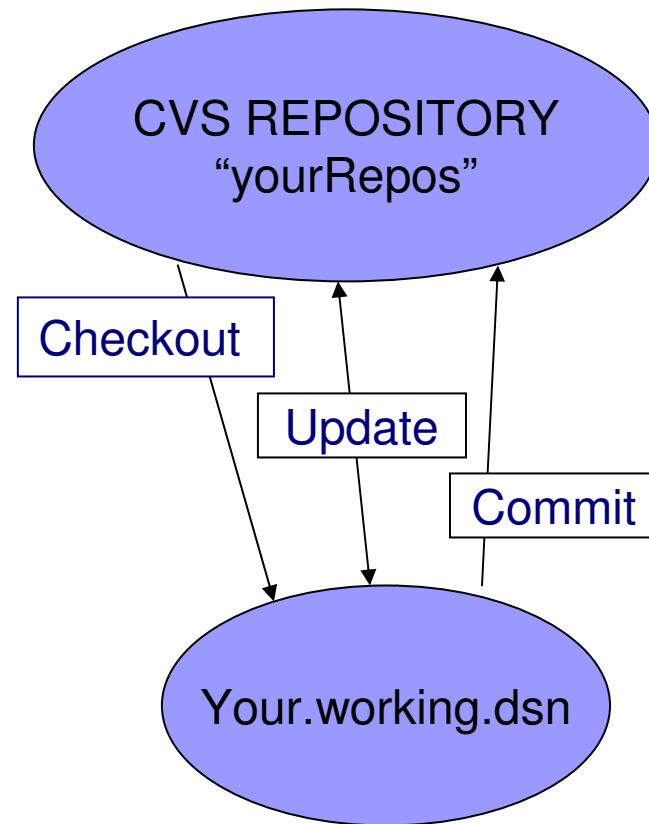 CVS REPOSITORY
“yourRepos”
Checkout
Update
Commit
Your.working.dsn